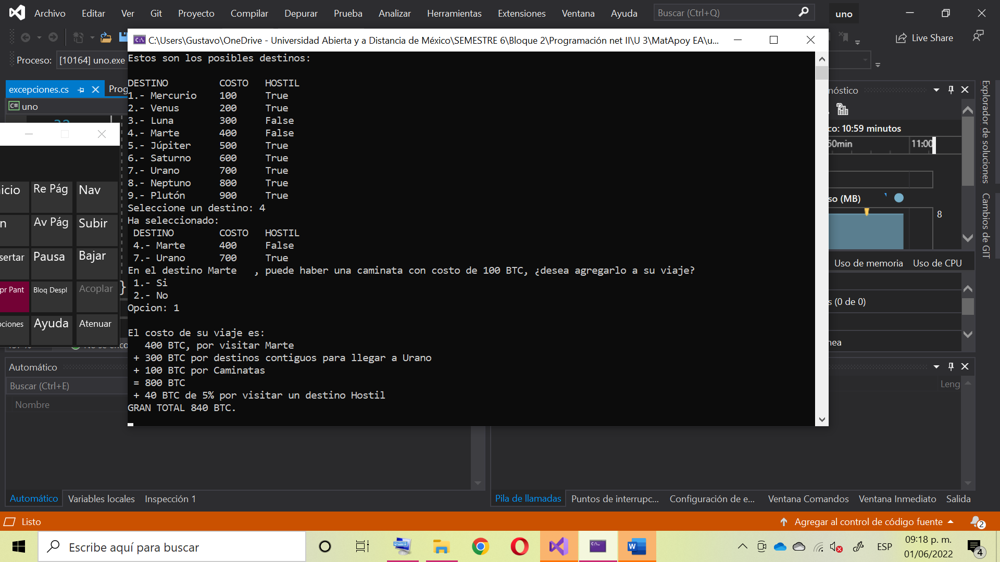 Archivo Editar Ver Git Proyecto Compilar Depurar Prueba Analizar Herramientas Extensiones Ventana Ayuda Buscar (Ctrl+Q) uno
Live Share
C:\Users\Gustavo\OneDrive - Universidad Abierta y a Distancia de México\SEMESTRE 6\Bloque 2\Programación net II\U 3\MatApoy EA\u...
Proceso: [10164] uno.exe
excepciones.cs Prog
uno
Estos son los posibles destinos:
DESTINO COSTO HOSTIL
1.- Mercurio 100 True
2.- Venus 200 True
3.- Luna 300 False
4.- Marte 400 False
5.- Júpiter 500 True
6.- Saturno 600 True
7.- Urano 700 True
8.- Neptuno 800 True
9.- Plutón 900 True
Seleccione un destino: 4
Ha seleccionado:
DESTINO COSTO HOSTIL
4.- Marte 400 False
7.- Urano 700 True
En el destino Marte , puede haber una caminata con costo de 100 BTC, ¿desea agregarlo a su viaje?
1.- Si
2.- No
Opcion: 1
El costo de su viaje es:
400 BTC, por visitar Marte
+ 300 BTC por destinos contiguos para llegar a Urano
+ 100 BTC por Caminatas
= 800 BTC
+ 40 BTC de 5% por visitar un destino Hostil
GRAN TOTAL 840 BTC.
icio Re Pág Nav
n Av Pág Subir
sertar Pausa Bajar
pr Pant Bloq Despl Acoplar }
ociones Ayuda Atenuar
nóstico
co: 10:59 minutos
50min 11:00
so (MB)
8
Uso de memoria Uso de CPU
s (0 de 0)
nea
Explorador de soluciones
Cambios de GIT
Automático
Buscar (Ctrl+E)
Nombre
Leng
Automático Variables locales Inspección 1
Pila de llamadas Puntos de interrupc... Configuración de e... Ventana Comandos Ventana Inmediato Salida
Listo
Agregar al control de código fuente 2
Escribe aquí para buscar
ESP
09:18 p. m.
01/06/2022
4